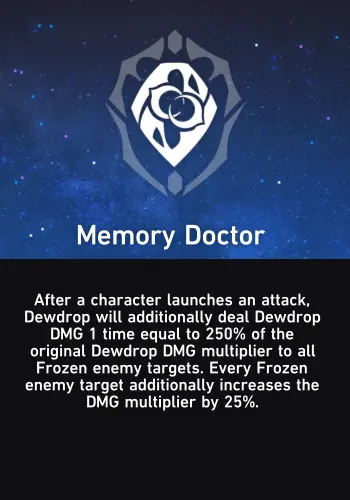 Memory Doctor
After a character launches an attack,
Dewdrop will additionally deal Dewdrop
DMG 1 time equal to 250% of the
original Dewdrop DMG multiplier to all
Frozen enemy targets. Every Frozen
enemy target additionally increases the
DMG multiplier by 25%.